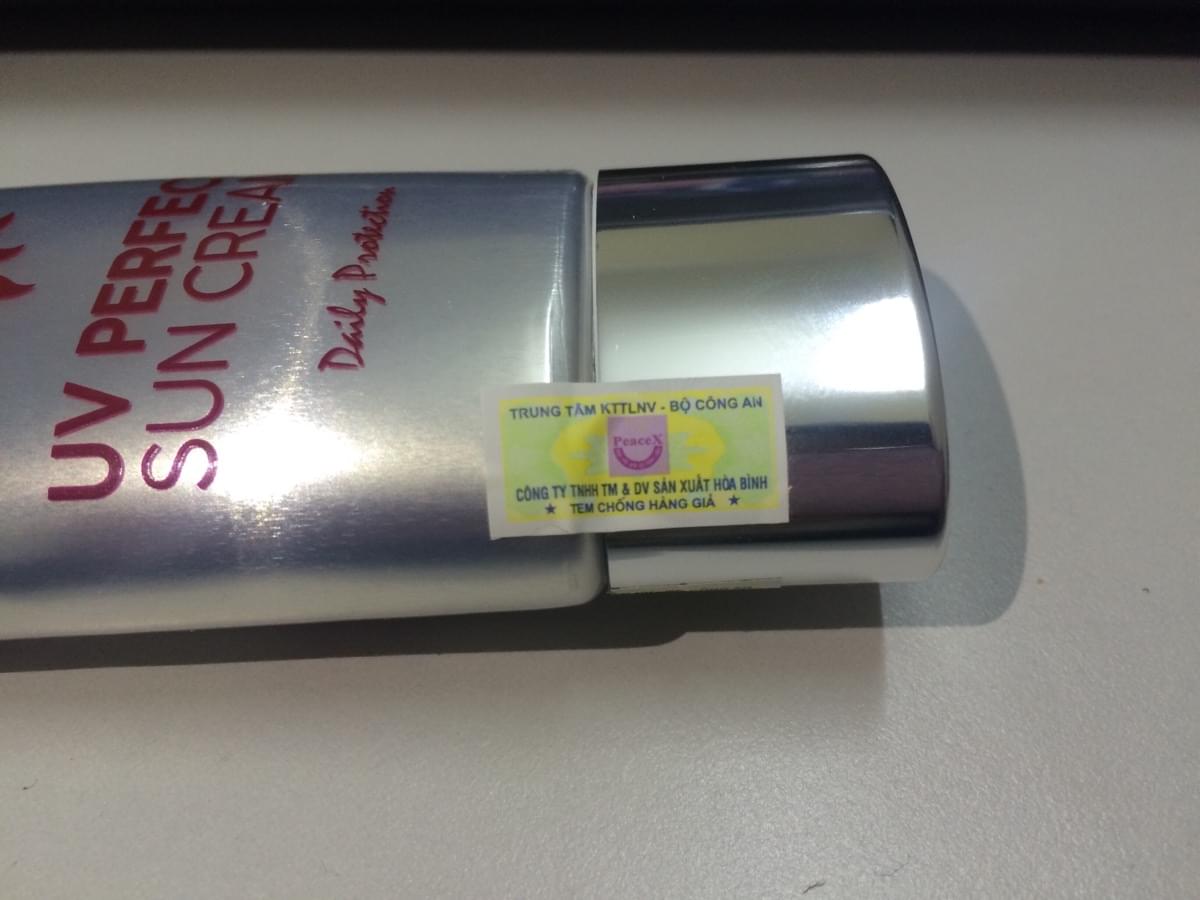 UV PERFEC
SUN CREA
Daily Protection
TRUNG TÂM KTTLNV - BỘ CÔNG AN
PeaceX
CÔNG TY TNHH TM & DV SẢN XUẤT HÒA BÌNH
★ TEM CHỐNG HÀNG GIẢ ★